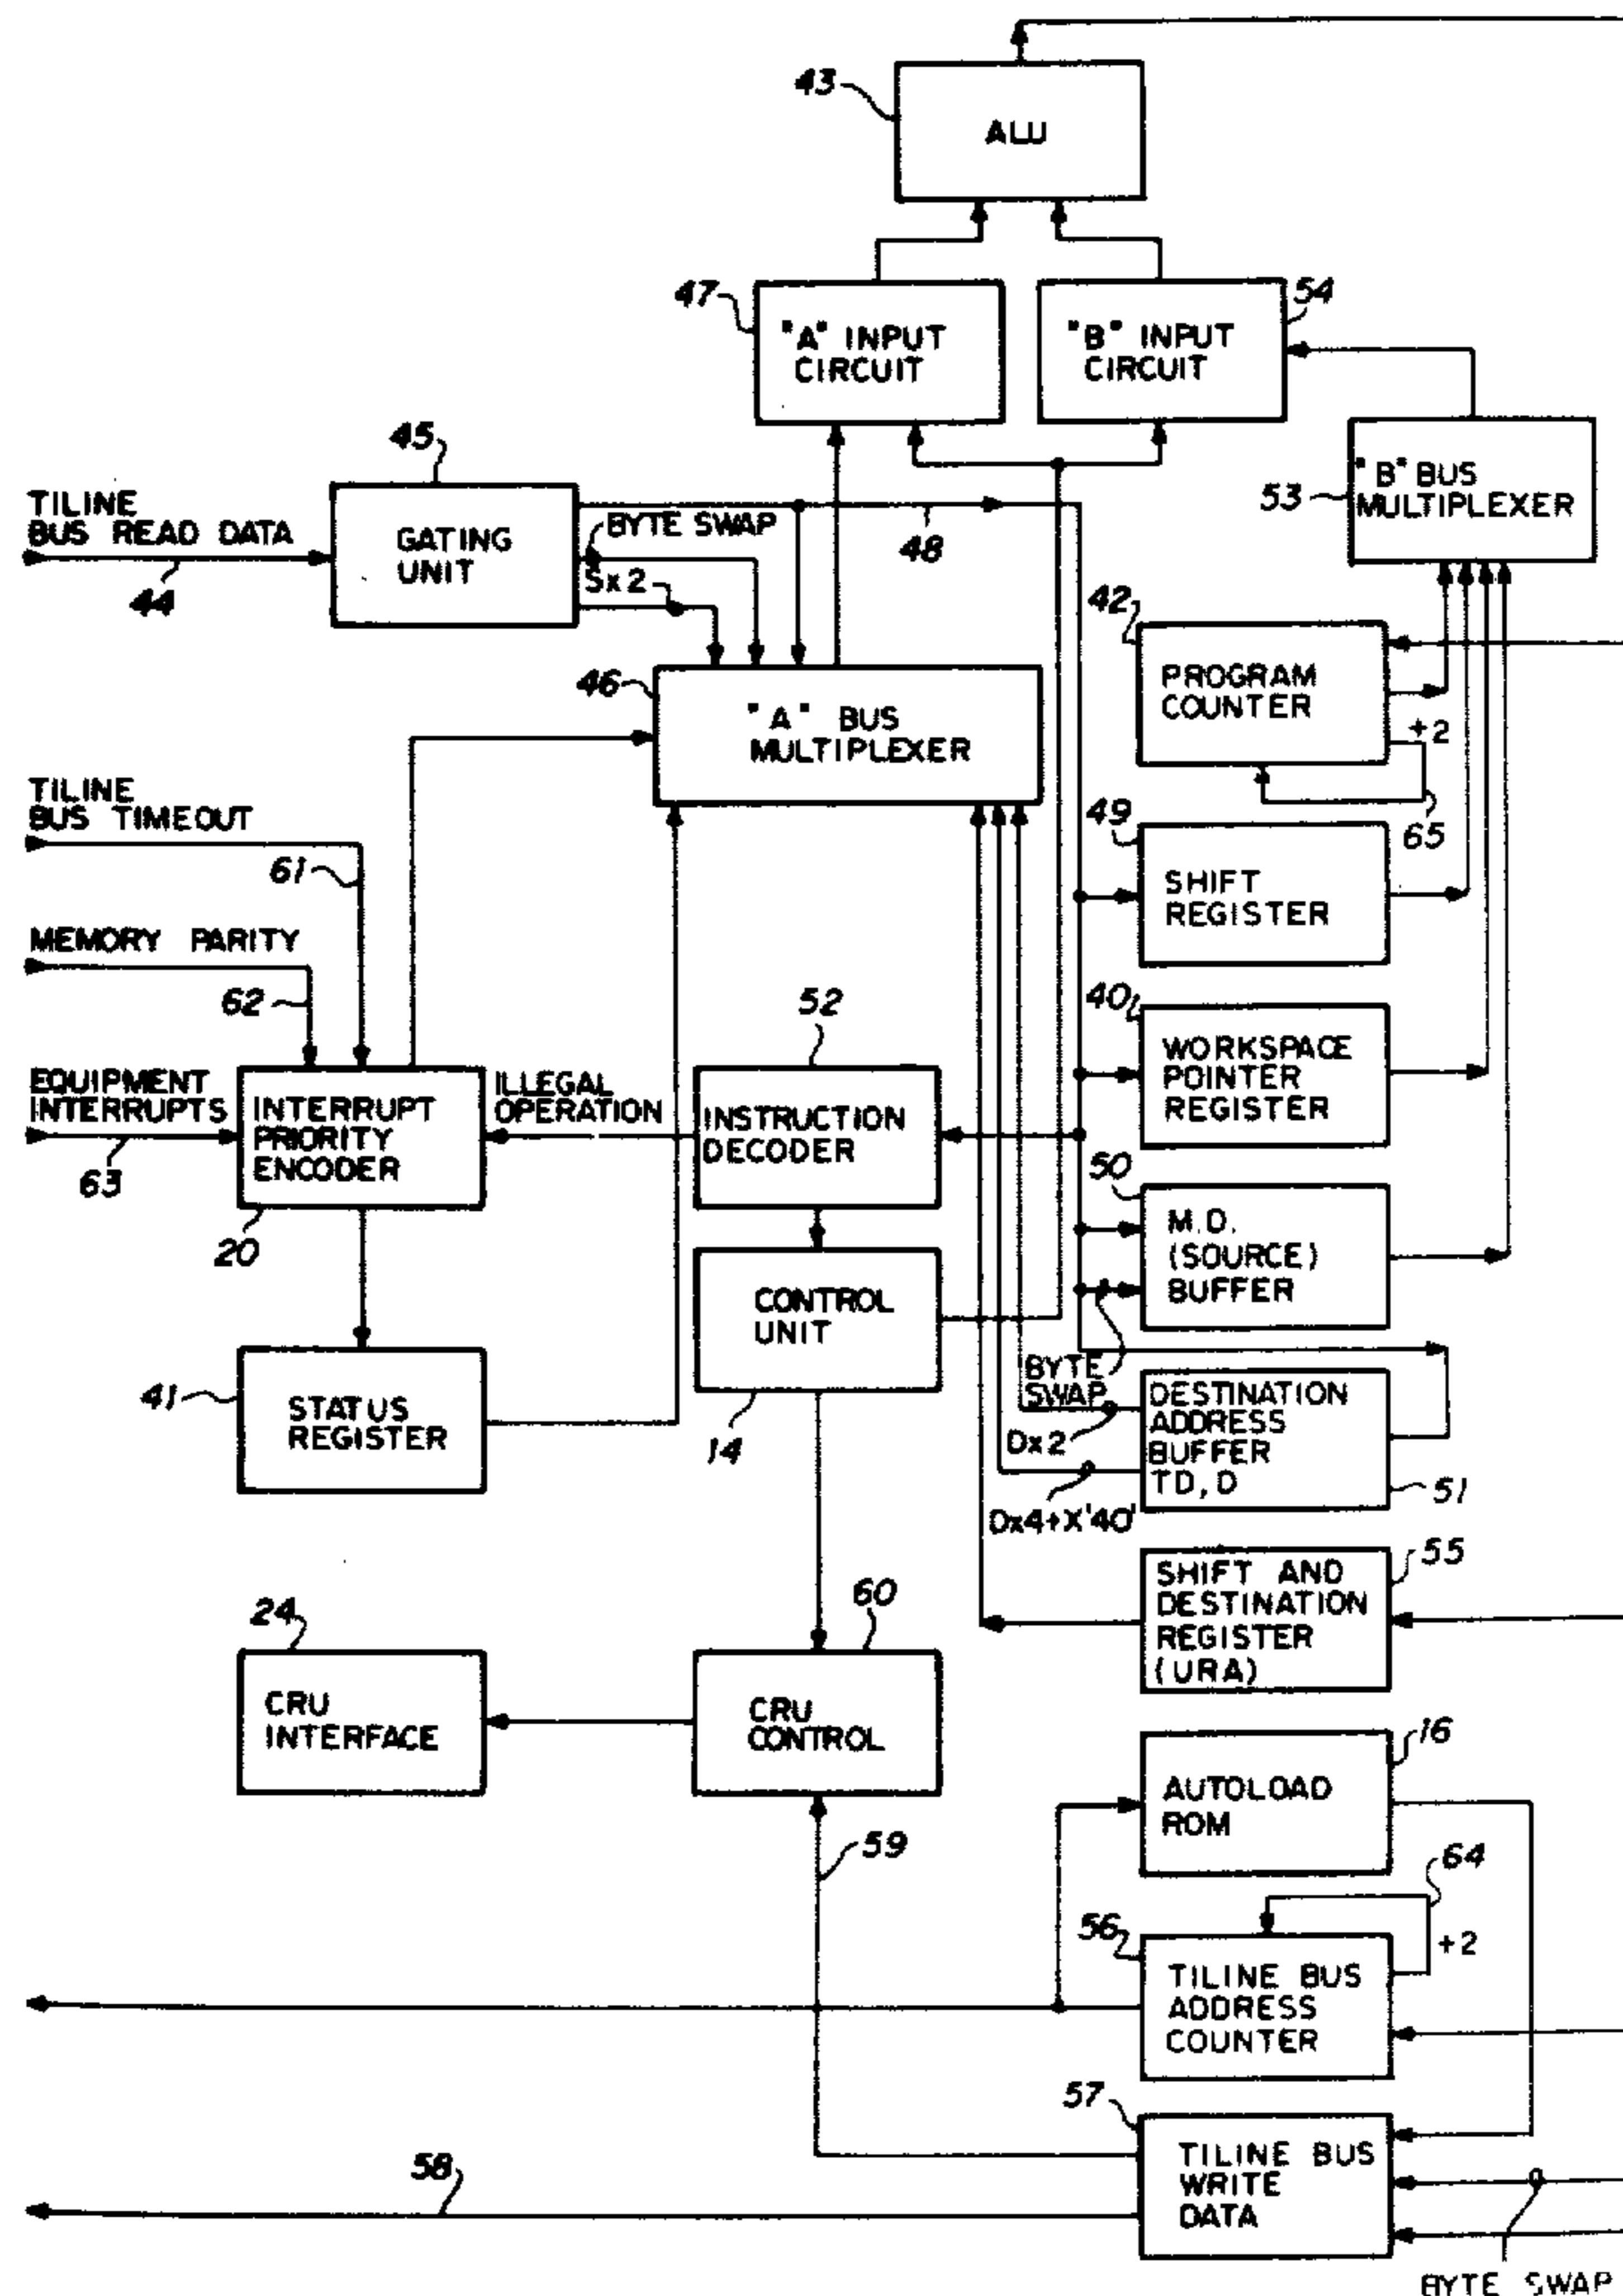 43
ALU
47
"A" INPUT
CIRCUIT
54
"B" INPUT
CIRCUIT
45
TILINE
BUS READ DATA
44
GATING
UNIT
BYTE SWAP
Sx2
48
53
"B" BUS
MULTIPLEXER
42
PROGRAM
COUNTER
+2
65
46
"A" BUS
MULTIPLEXER
TILINE
BUS TIMEOUT
61
49
SHIFT
REGISTER
MEMORY PARITY
62
52
40
WORKSPACE
POINTER
REGISTER
EQUIPMENT
INTERRUPTS
63
INTERRUPT
PRIORITY
ENCODER
20
ILLEGAL
OPERATION
INSTRUCTION
DECODER
50
M.D.
(SOURCE)
BUFFER
CONTROL
UNIT
14
BYTE
SWAP
41
STATUS
REGISTER
Dx2
Dx4+X'40'
DESTINATION
ADDRESS
BUFFER
TD, D
51
SHIFT AND
DESTINATION
REGISTER
(URA)
55
24
CRU
INTERFACE
60
CRU
CONTROL
16
AUTOLOAD
ROM
59
64
+2
56
TILINE BUS
ADDRESS
COUNTER
57
TILINE BUS
WRITE
DATA
58
BYTE SWAP